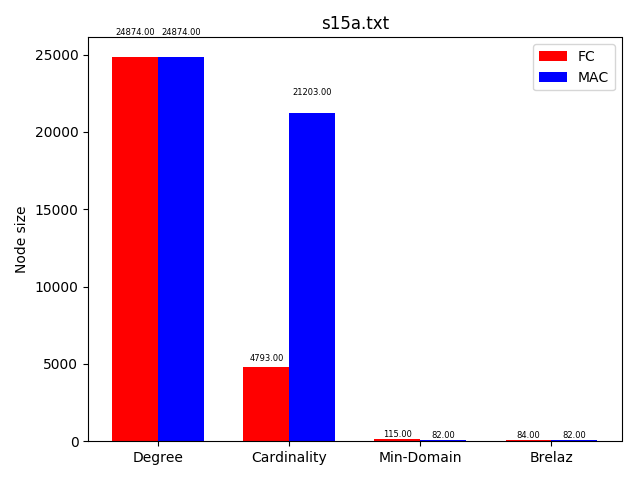 s15a.txt
24874.00 24874.00
FC
MAC
25000
21203.00
20000
15000
Node size
10000
5000
4793.00
115.00 82.00 84.00 82.00
0
Degree Cardinality Min-Domain Brelaz